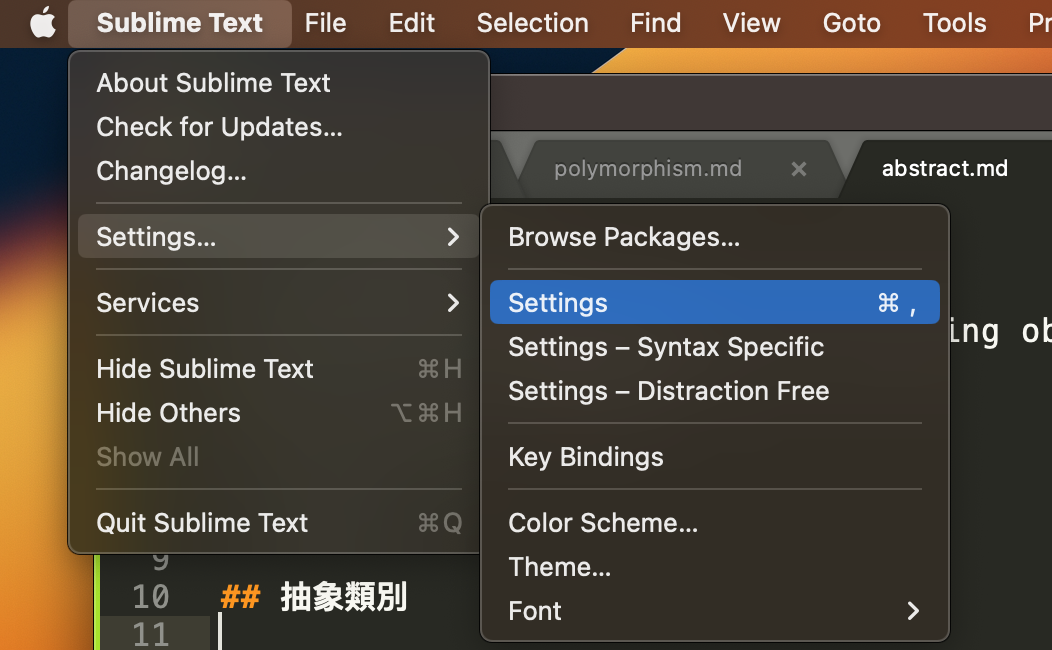 Sublime Text File Edit Selection Find View Goto Tools Pr
About Sublime Text
Check for Updates...
Changelog...
Settings...
Services
Hide Sublime Text ⌘H
Hide Others ⌥⌘H
Show All
Quit Sublime Text ⌘Q
polymorphism.md × abstract.md
Browse Packages...
Settings ⌘ ,
Settings – Syntax Specific
Settings – Distraction Free
Key Bindings
Color Scheme...
Theme...
Font
ing ob
9
10 ## 抽象類別
11